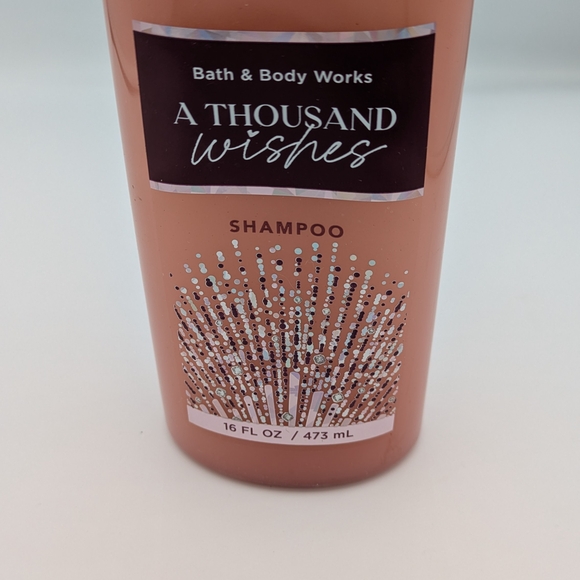 Bath & Body Works
A THOUSAND
wishes
SHAMPOO
16 FL OZ / 473 mL